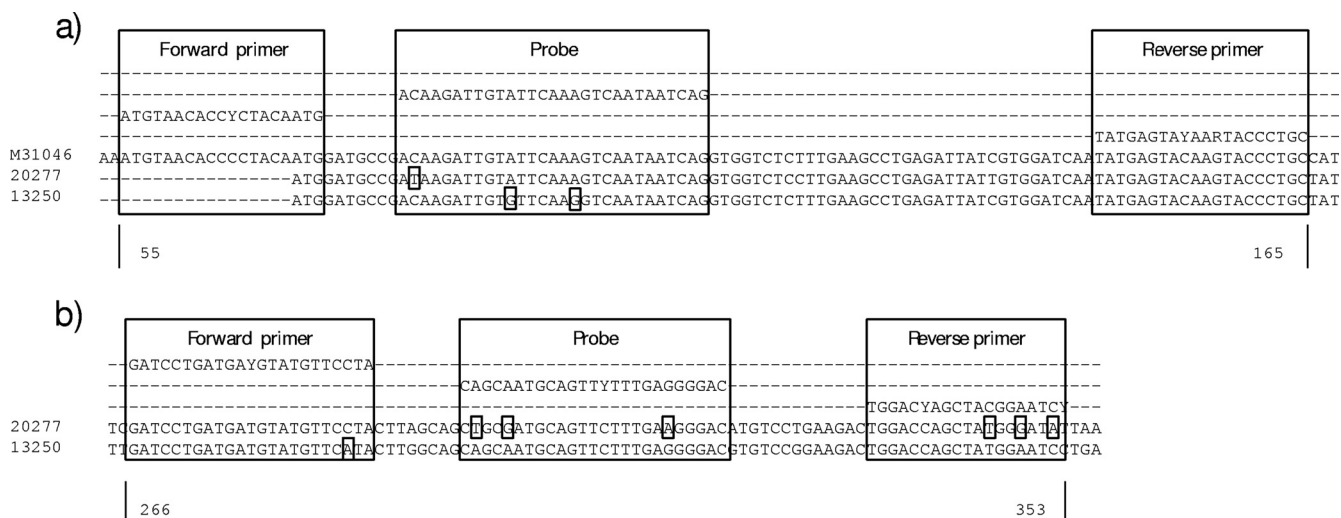 a)
Forward primer Probe Reverse primer
-------------------------------------------------------------------------------------------------------------------
----------------------------ACAAGATTGTATTCAAAGTCAATAATCAG----------------------------------------------------------
--ATGTAACACCYCTACAATG----------------------------------------------------------------------------------------------
--------------------------------------------------------------------------------------------TATGAGTAYAARTACCCTGC---
M31046 AAATGTAACACCCCTACAATGGATGCCGACAAGATTGTATTCAAAGTCAATAATCAGGTGGTCTCTTTGAAGCCTGAGATTATCGTGGATCAATATGAGTACAAGTACCCTGCCAT
20277 ------------------ATGGATGCCGATAAGATTGTATTCAAAGTCAATAATCAGGTGGTCTCCTTGAAGCCTGAGATTATTGTGGATCAATATGAGTACAAGTACCCTGCTAT
13250 ------------------ATGGATGCCGACAAGATTGTGTTCAAGGTCAATAATCAGGTGGTCTCTTTGAAGCCTGAGATTATCGTGGATCAATATGAGTACAAGTACCCTGCTAT
55 165
b)
Forward primer Probe Reverse primer
--GATCCTGATGAYGTATGTTCCTA--------------------------------------------------------------------
---------------------------------CAGCAATGCAGTTYTTTGAGGGGAC-----------------------------------
-----------------------------------------------------------------------TGGACYAGCTACGGAATCY---
20277 TCGATCCTGATGATGTATGTTCCTACTTAGCAGCTGCGATGCAGTTCTTTGAAGGGACATGTCCTGAAGACTGGACCAGCTATGGGATATTAA
13250 TTGATCCTGATGATGTATGTTCATACTTGGCAGCAGCAATGCAGTTCTTTGAGGGGACGTGTCCGGAAGACTGGACCAGCTATGGAATCCTGA
266 353